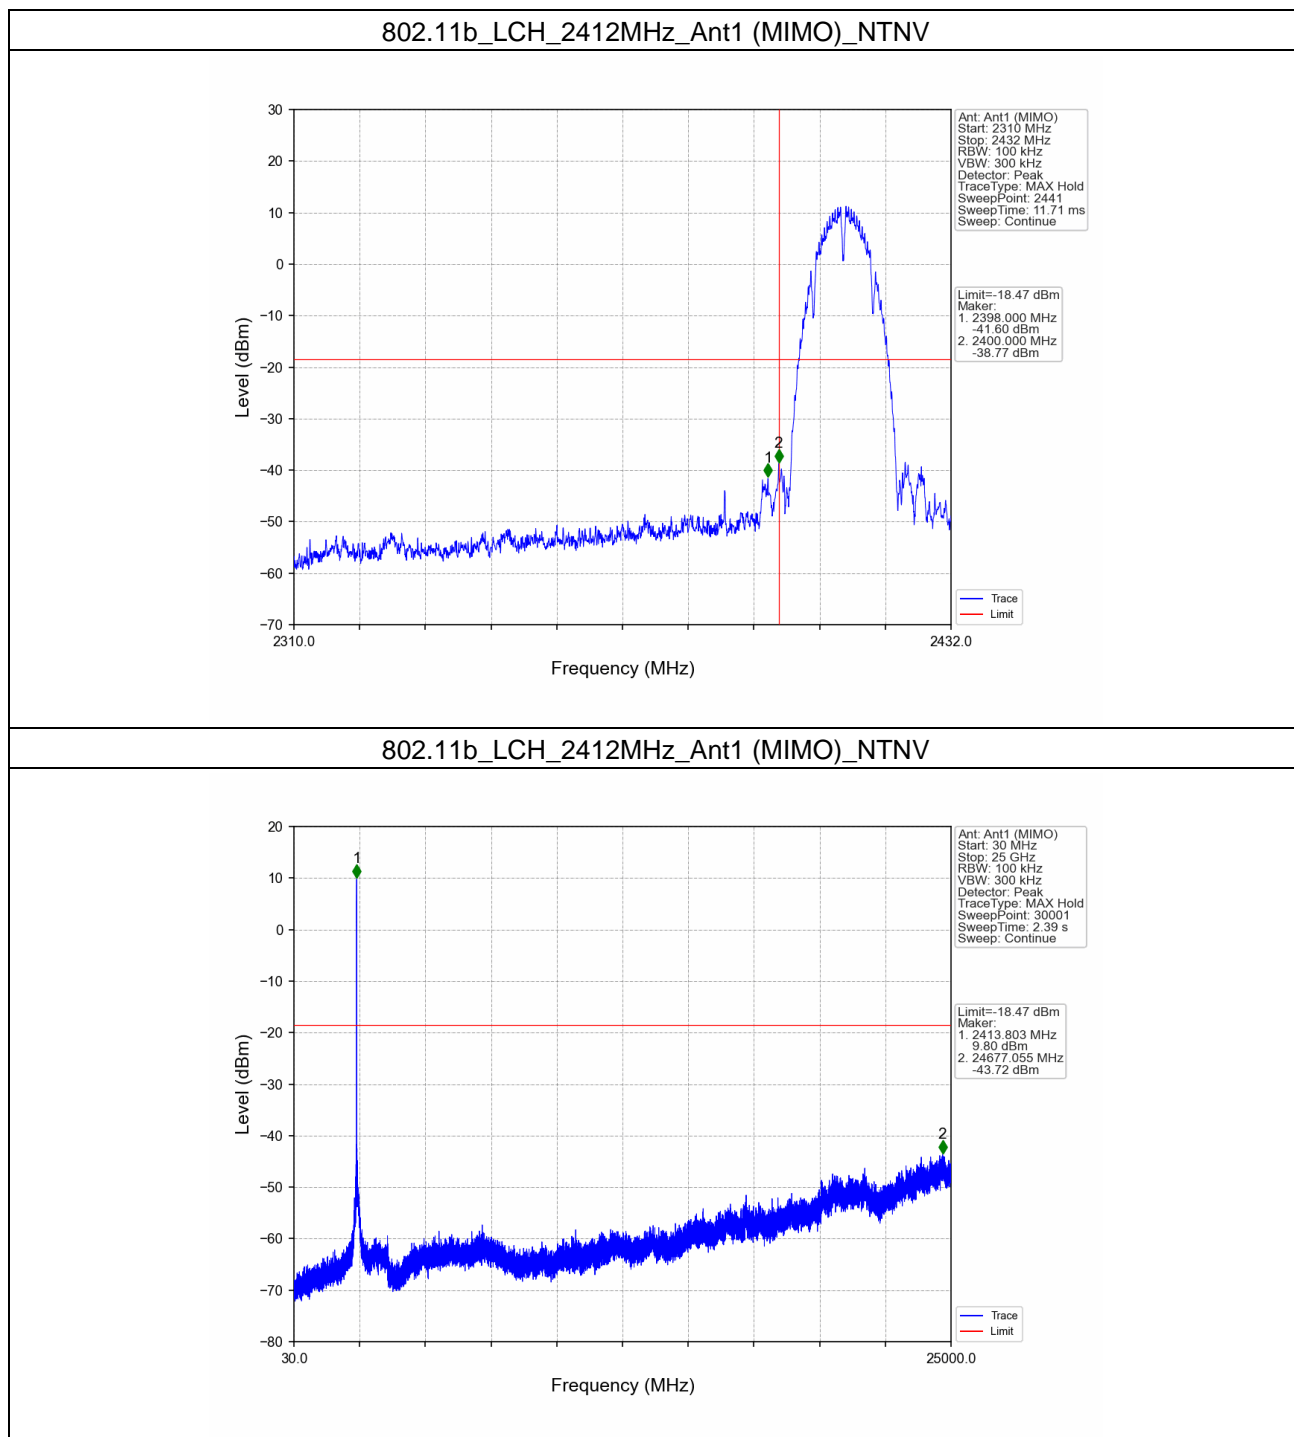 802.11b_LCH_2412MHz_Ant1 (MIMO)_NTNV
30
20
10
0
−10
−20
−30
−40
−50
−60
−70
Level (dBm)
1
2
2310.0
2432.0
Frequency (MHz)
Ant: Ant1 (MIMO)
Start: 2310 MHz
Stop: 2432 MHz
RBW: 100 kHz
VBW: 300 kHz
Detector: Peak
TraceType: MAX Hold
SweepPoint: 2441
SweepTime: 11.71 ms
Sweep: Continue
Limit=-18.47 dBm
Maker:
1. 2398.000 MHz
-41.60 dBm
2. 2400.000 MHz
-38.77 dBm
Trace
Limit
802.11b_LCH_2412MHz_Ant1 (MIMO)_NTNV
20
10
0
−10
−20
−30
−40
−50
−60
−70
−80
Level (dBm)
1
2
30.0
25000.0
Frequency (MHz)
Ant: Ant1 (MIMO)
Start: 30 MHz
Stop: 25 GHz
RBW: 100 kHz
VBW: 300 kHz
Detector: Peak
TraceType: MAX Hold
SweepPoint: 30001
SweepTime: 2.39 s
Sweep: Continue
Limit=-18.47 dBm
Maker:
1. 2413.803 MHz
9.80 dBm
2. 24677.055 MHz
-43.72 dBm
Trace
Limit